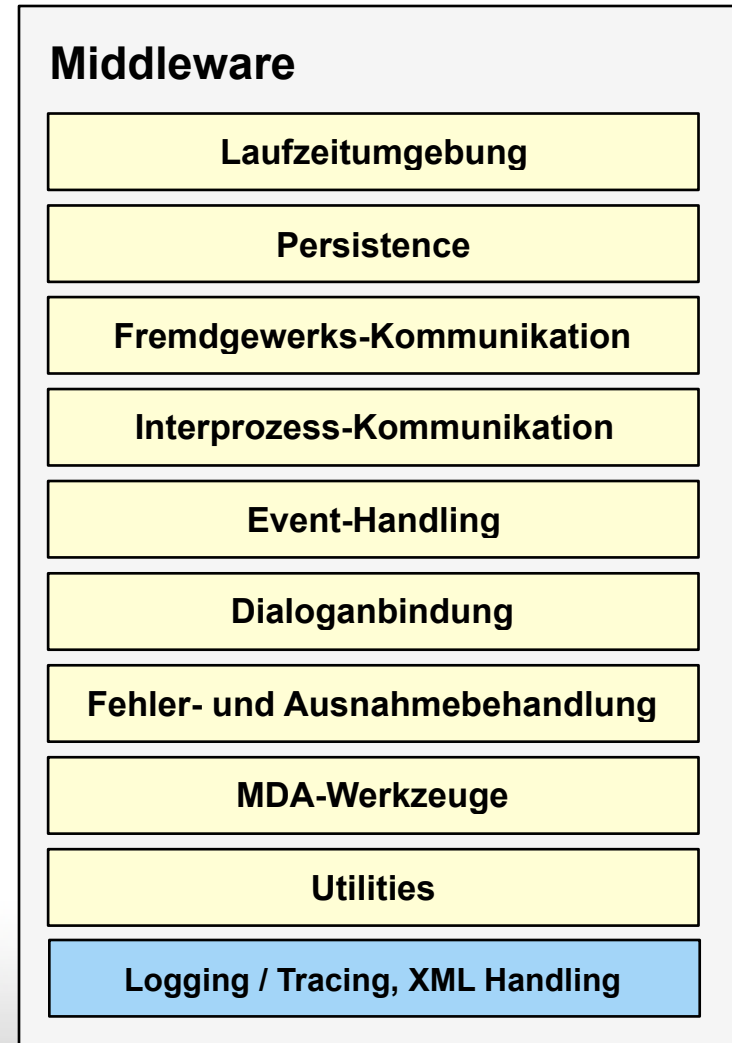 Middleware
Laufzeitumgebung
Persistence
Fremdgewerks-Kommunikation
Interprozess-Kommunikation
Event-Handling
Dialoganbindung
Fehler- und Ausnahmebehandlung
MDA-Werkzeuge
Utilities
Logging / Tracing, XML Handling